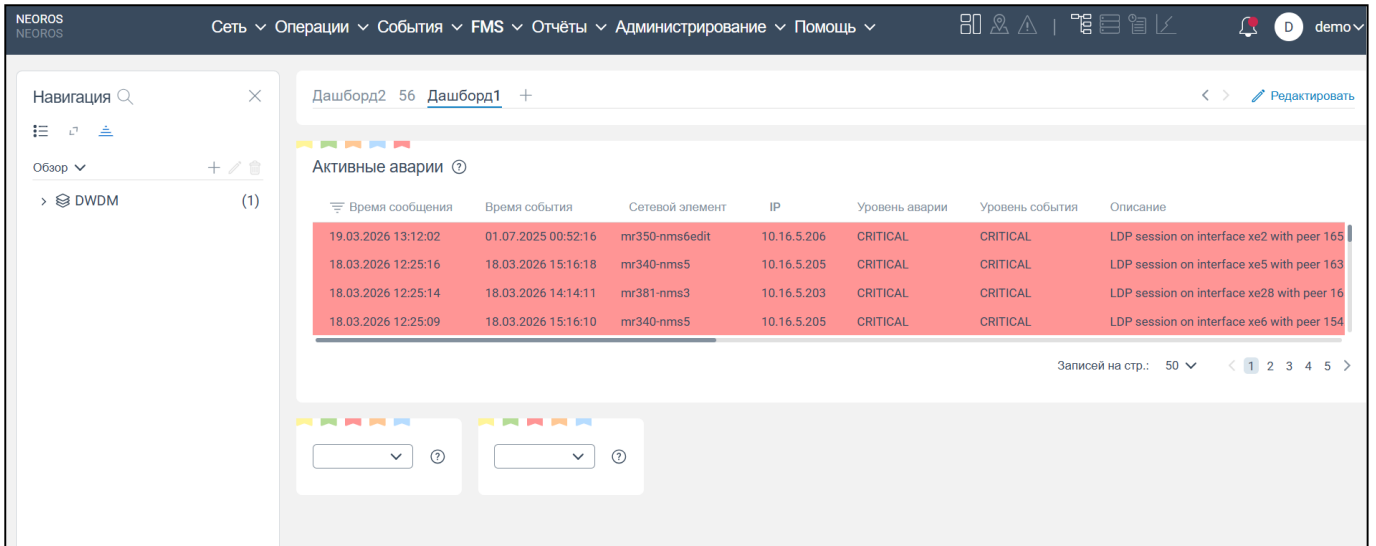 NEOROS
NEOROS
Сеть Операции События FMS Отчёты Администрирование Помощь D demo
Навигация
Дашборд2 56 Дашборд1 + Редактировать
Обзор
DWDM (1)
Активные аварии ?
Время сообщения Время события Сетевой элемент IP Уровень аварии Уровень события Описание
19.03.2026 13:12:02 01.07.2025 00:52:16 mr350-nms6edit 10.16.5.206 CRITICAL CRITICAL LDP session on interface xe2 with peer 165
18.03.2026 12:25:16 18.03.2026 15:16:18 mr340-nms5 10.16.5.205 CRITICAL CRITICAL LDP session on interface xe5 with peer 163
18.03.2026 12:25:14 18.03.2026 14:14:11 mr381-nms3 10.16.5.203 CRITICAL CRITICAL LDP session on interface xe28 with peer 16
18.03.2026 12:25:09 18.03.2026 15:16:10 mr340-nms5 10.16.5.205 CRITICAL CRITICAL LDP session on interface xe6 with peer 154
Записей на стр.: 50 < 1 2 3 4 5 >
? ?